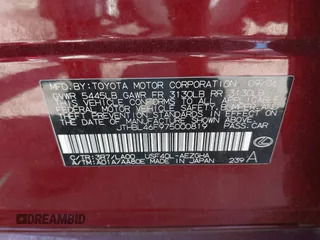 MFD. BY: TOYOTA MOTOR CORPORATION 09/06
GVWR 5445LB GAWR FR 3130LB RR 3130LB
THIS VEHICLE CONFORMS TO ALL APPLICABLE
FEDERAL MOTOR VEHICLE SAFETY, BUMPER, AND
THEFT PREVENTION STANDARDS IN EFFECT ON THE DATE
OF MANUFACTURE SHOWN ABOVE.
JTHBL46F975000819 PASS.CAR
C/TR:3R7/LA00 USF40L-AEZGHA
A/TM:A01A/AA80E MADE IN JAPAN 239 A
DREAMBID